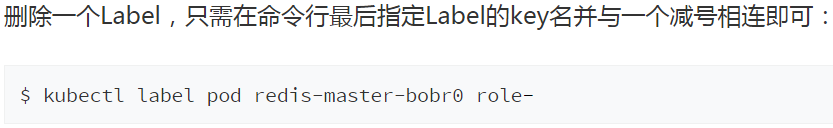 删除一个Label，只需在命令行最后指定Label的key名并与一个减号相连即可：
$ kubectl label pod redis-master-bobr0 role-